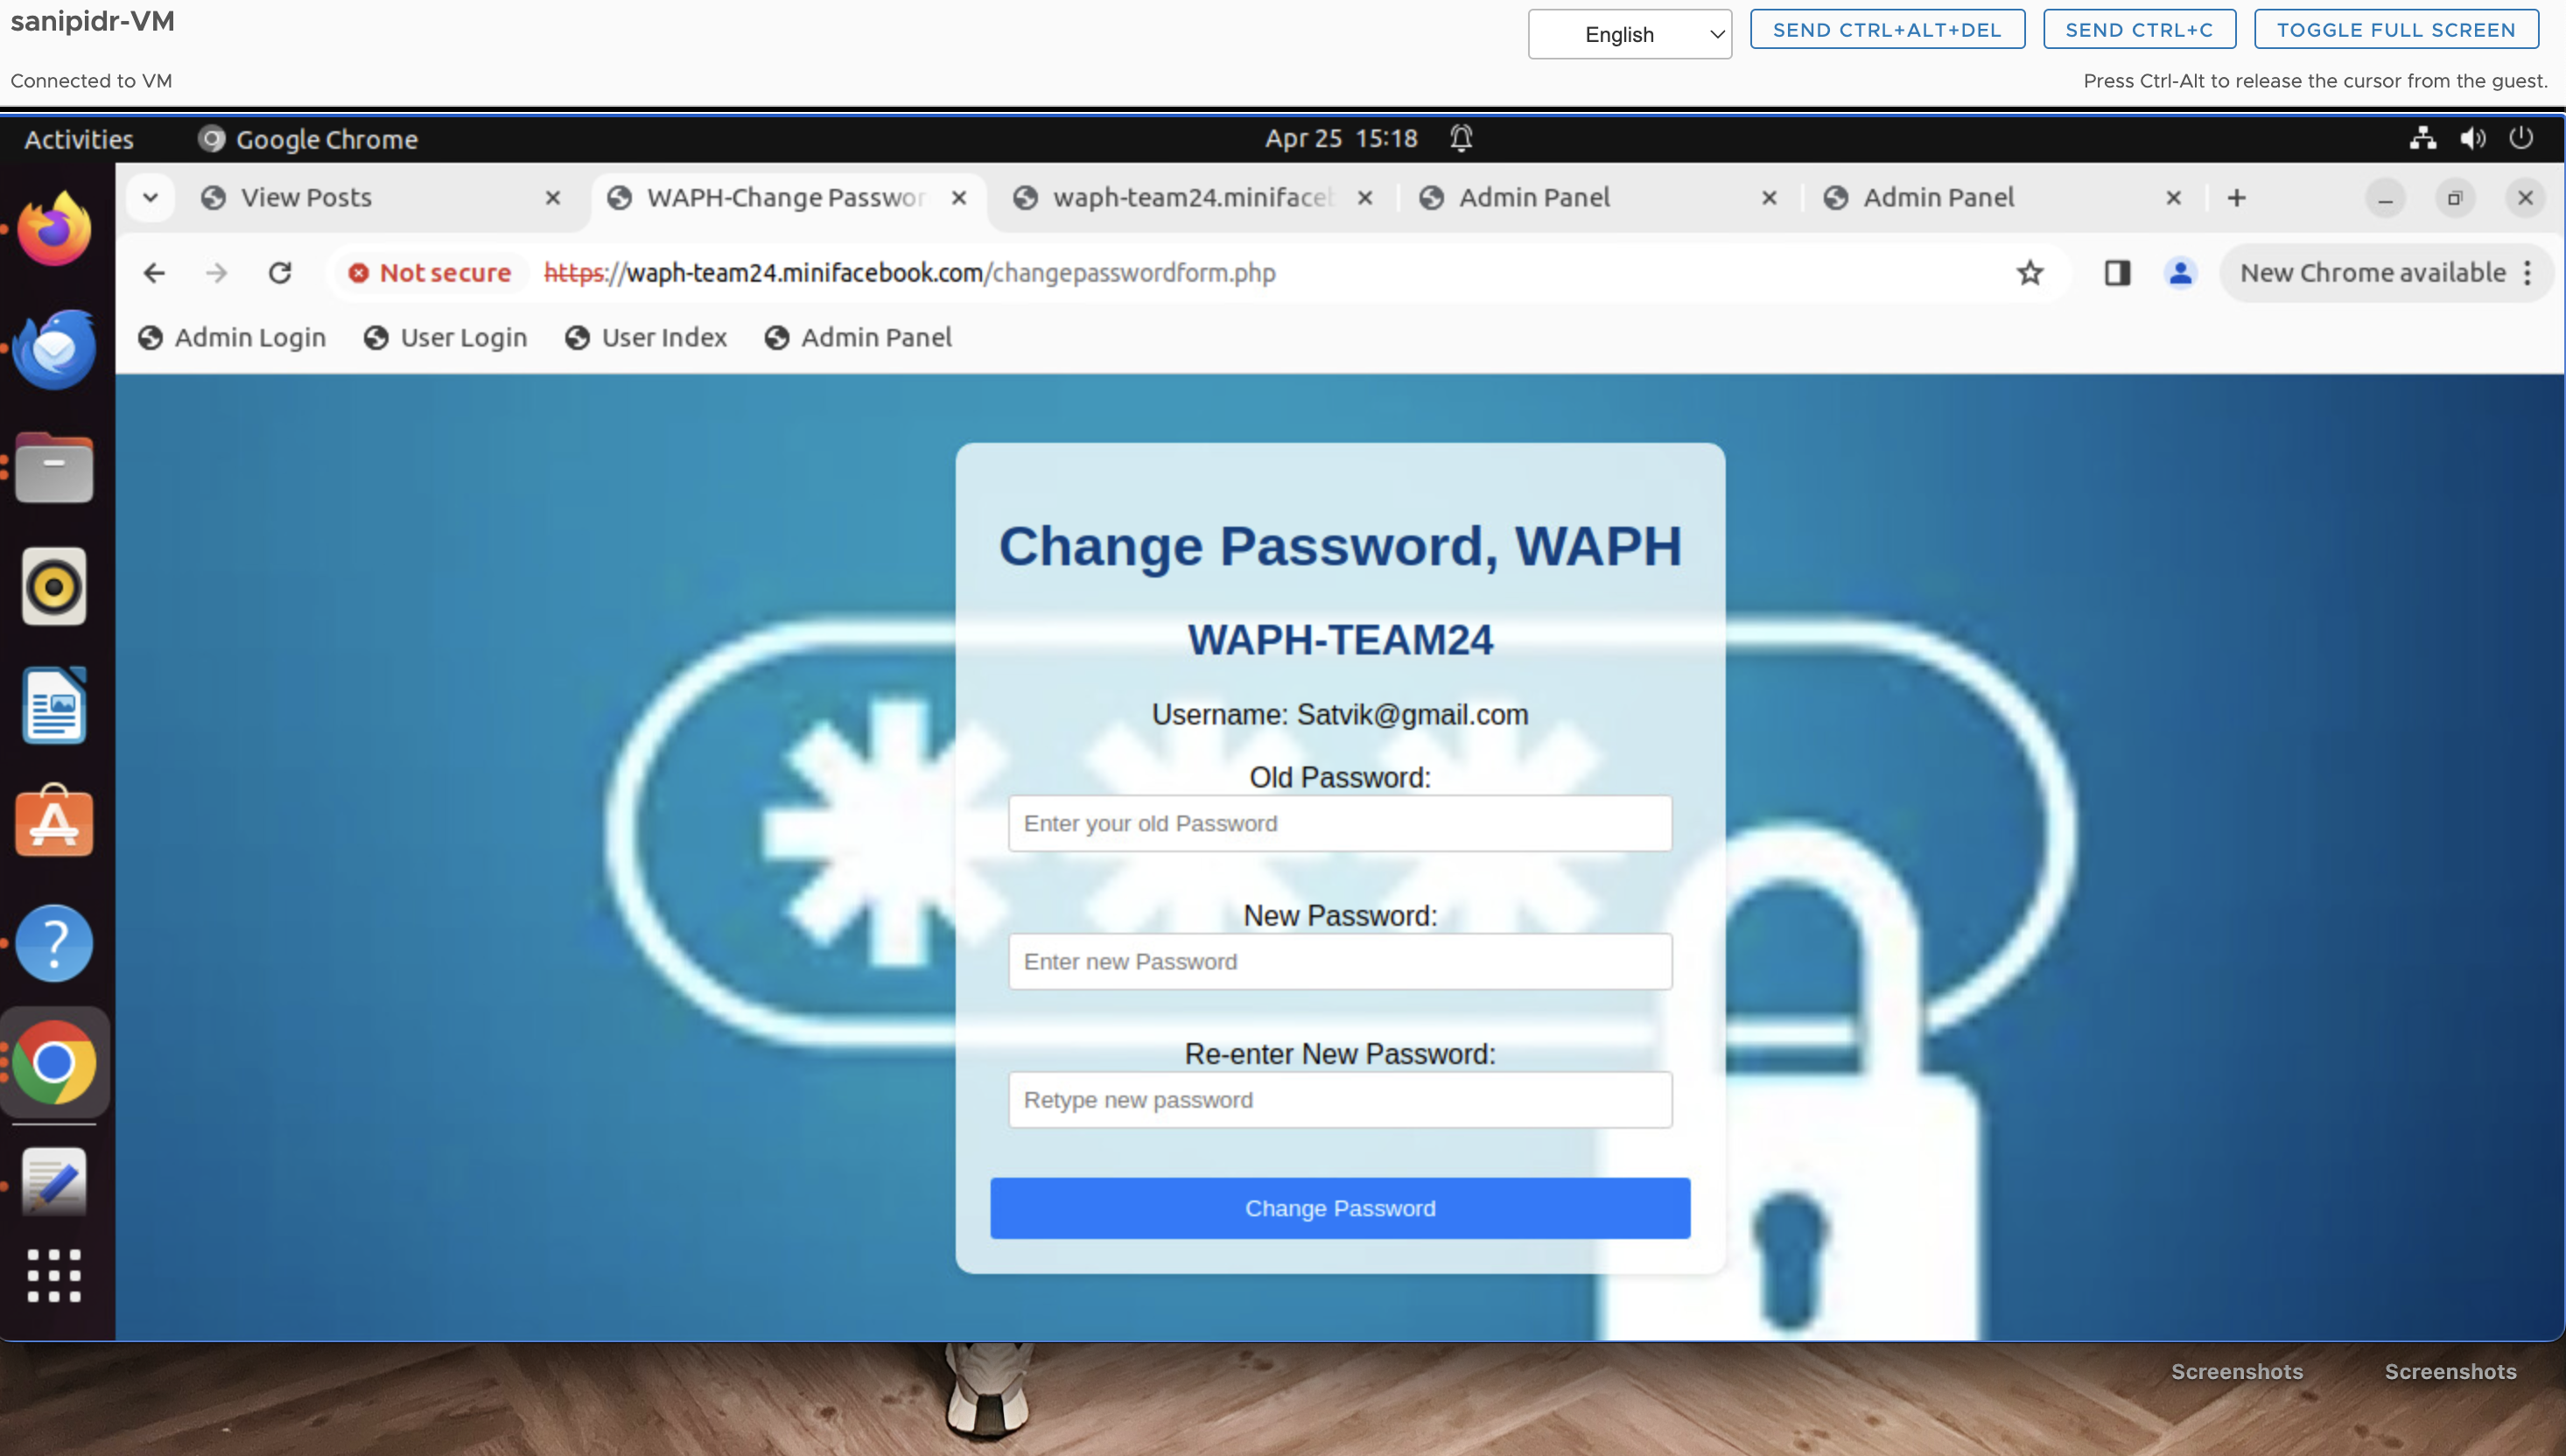 sanipidr-VM
English
SEND CTRL+ALT+DEL
SEND CTRL+C
TOGGLE FULL SCREEN
Connected to VM
Press Ctrl-Alt to release the cursor from the guest.
Activities
Google Chrome
Apr 25 15:18
View Posts
WAPH-Change Passwor
waph-team24.minifaceb
Admin Panel
Admin Panel
Not secure
https://waph-team24.minifacebook.com/changepasswordform.php
New Chrome available
Admin Login
User Login
User Index
Admin Panel
Change Password, WAPH
WAPH-TEAM24
Username: Satvik@gmail.com
Old Password:
Enter your old Password
New Password:
Enter new Password
Re-enter New Password:
Retype new password
Change Password
Screenshots
Screenshots